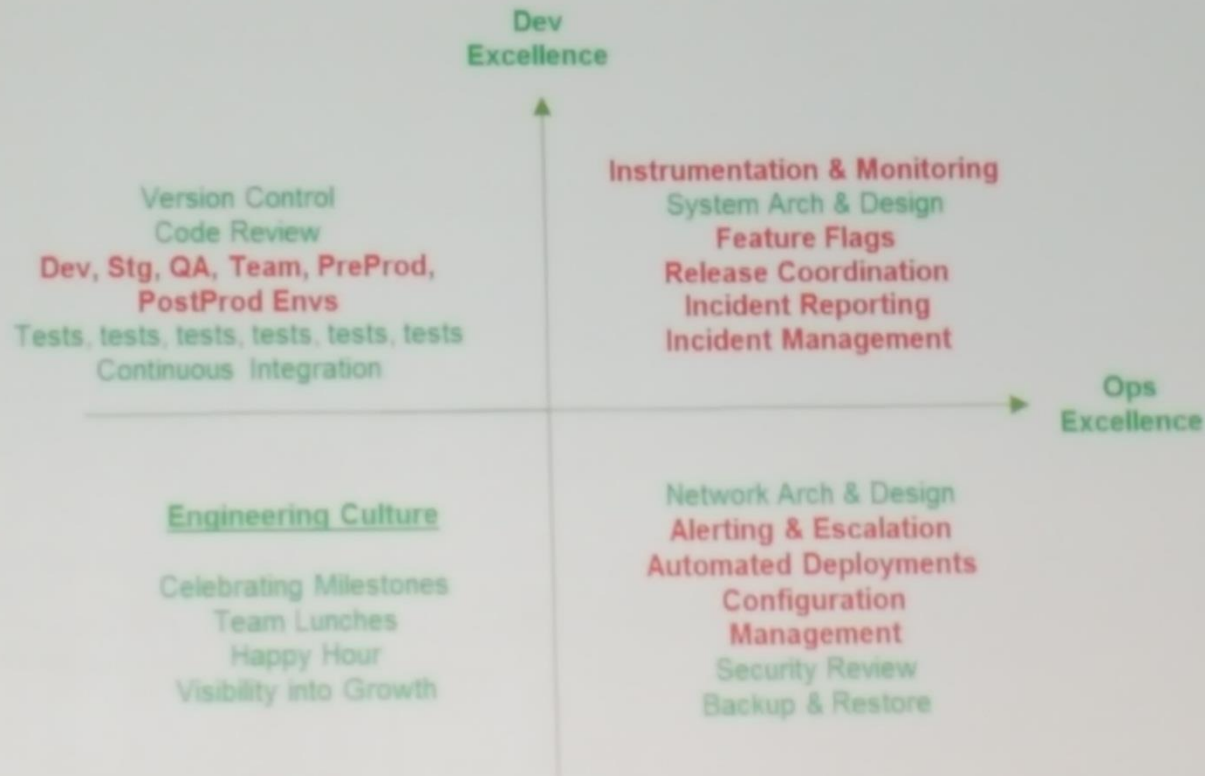 Dev
Excellence
Version Control
Code Review
Dev, Stg, QA, Team, PreProd,
PostProd Envs
Tests, tests, tests, tests, tests, tests
Continuous Integration
Instrumentation & Monitoring
System Arch & Design
Feature Flags
Release Coordination
Incident Reporting
Incident Management
Ops
Excellence
Engineering Culture
Celebrating Milestones
Team Lunches
Happy Hour
Visibility into Growth
Network Arch & Design
Alerting & Escalation
Automated Deployments
Configuration
Management
Security Review
Backup & Restore